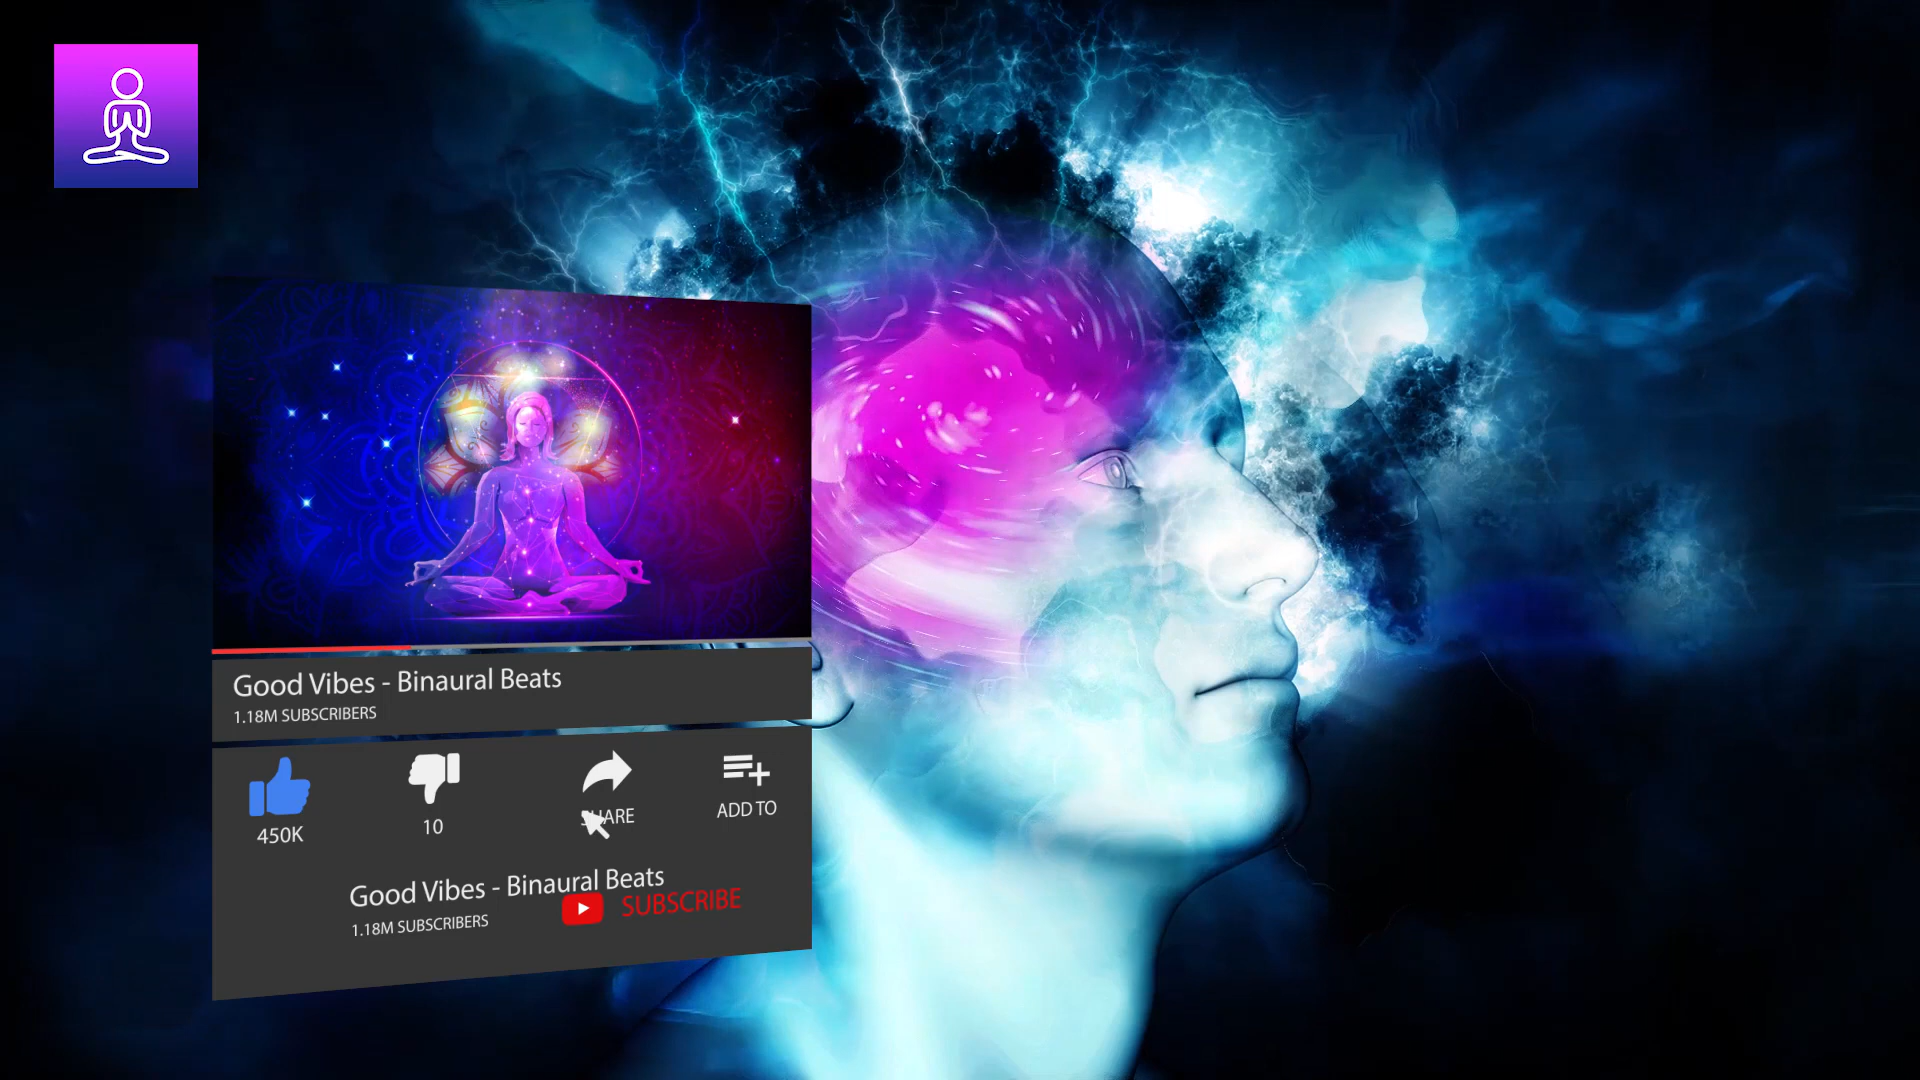 Good Vibes - Binaural Beats
1.18M SUBSCRIBERS
450K
10
SHARE
ADD TO
Good Vibes - Binaural Beats
1.18M SUBSCRIBERS
SUBSCRIBE